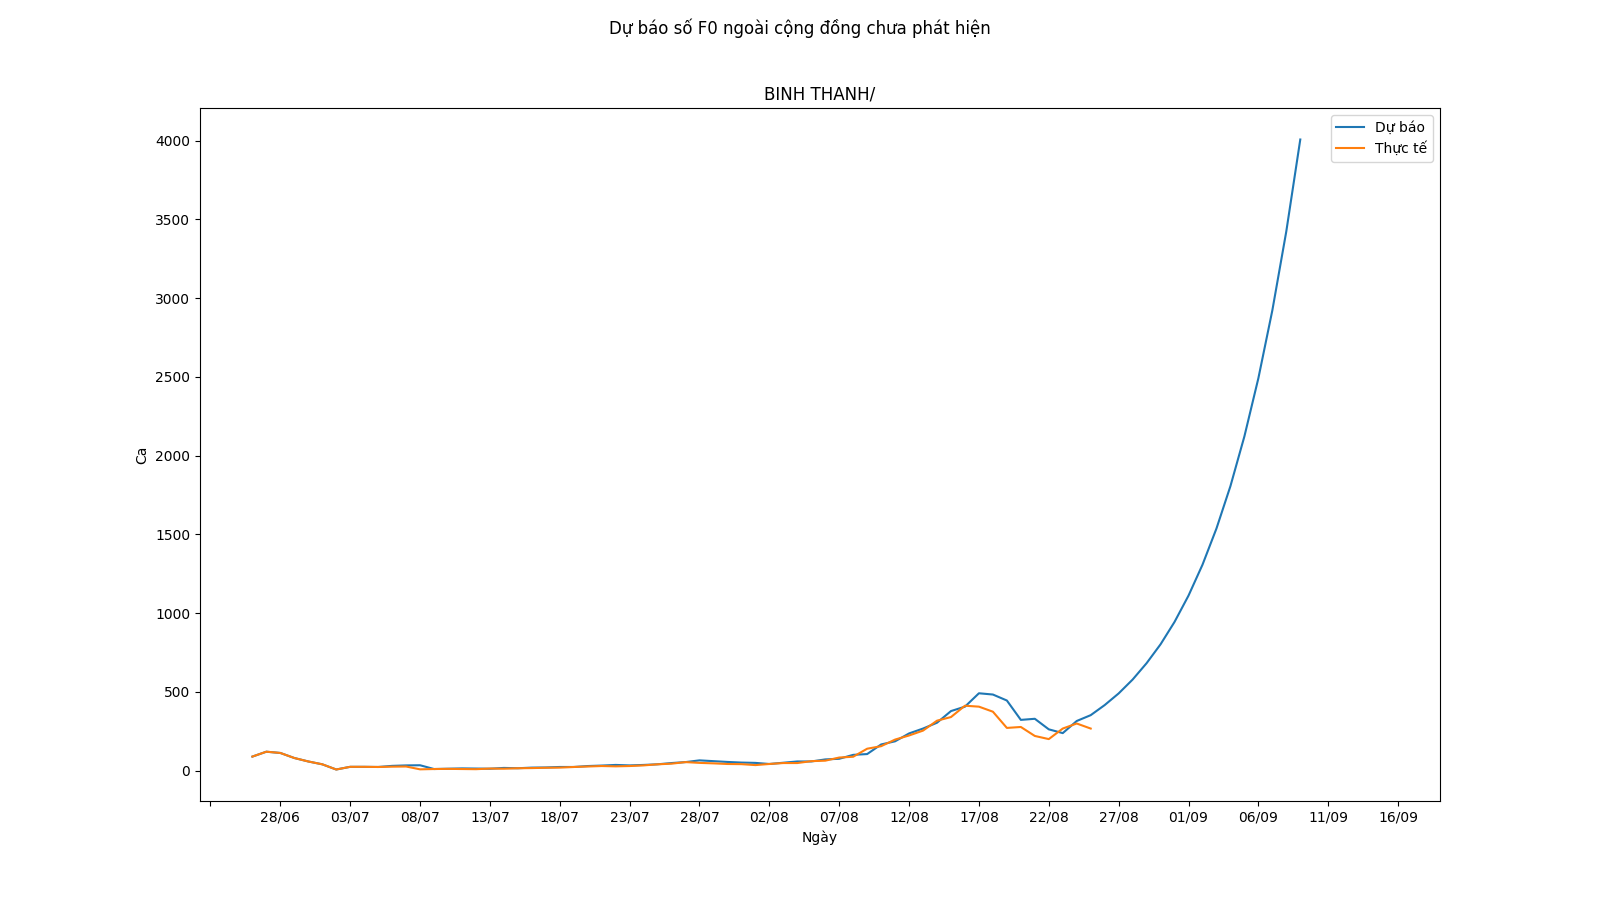 Dự báo số F0 ngoài cộng đồng chưa phát hiện
BINH THANH/
Dự báo
Thực tế
4000
3500
3000
2500
2000
1500
1000
500
0
Ca
28/06 03/07 08/07 13/07 18/07 23/07 28/07 02/08 07/08 12/08 17/08 22/08 27/08 01/09 06/09 11/09 16/09
Ngày